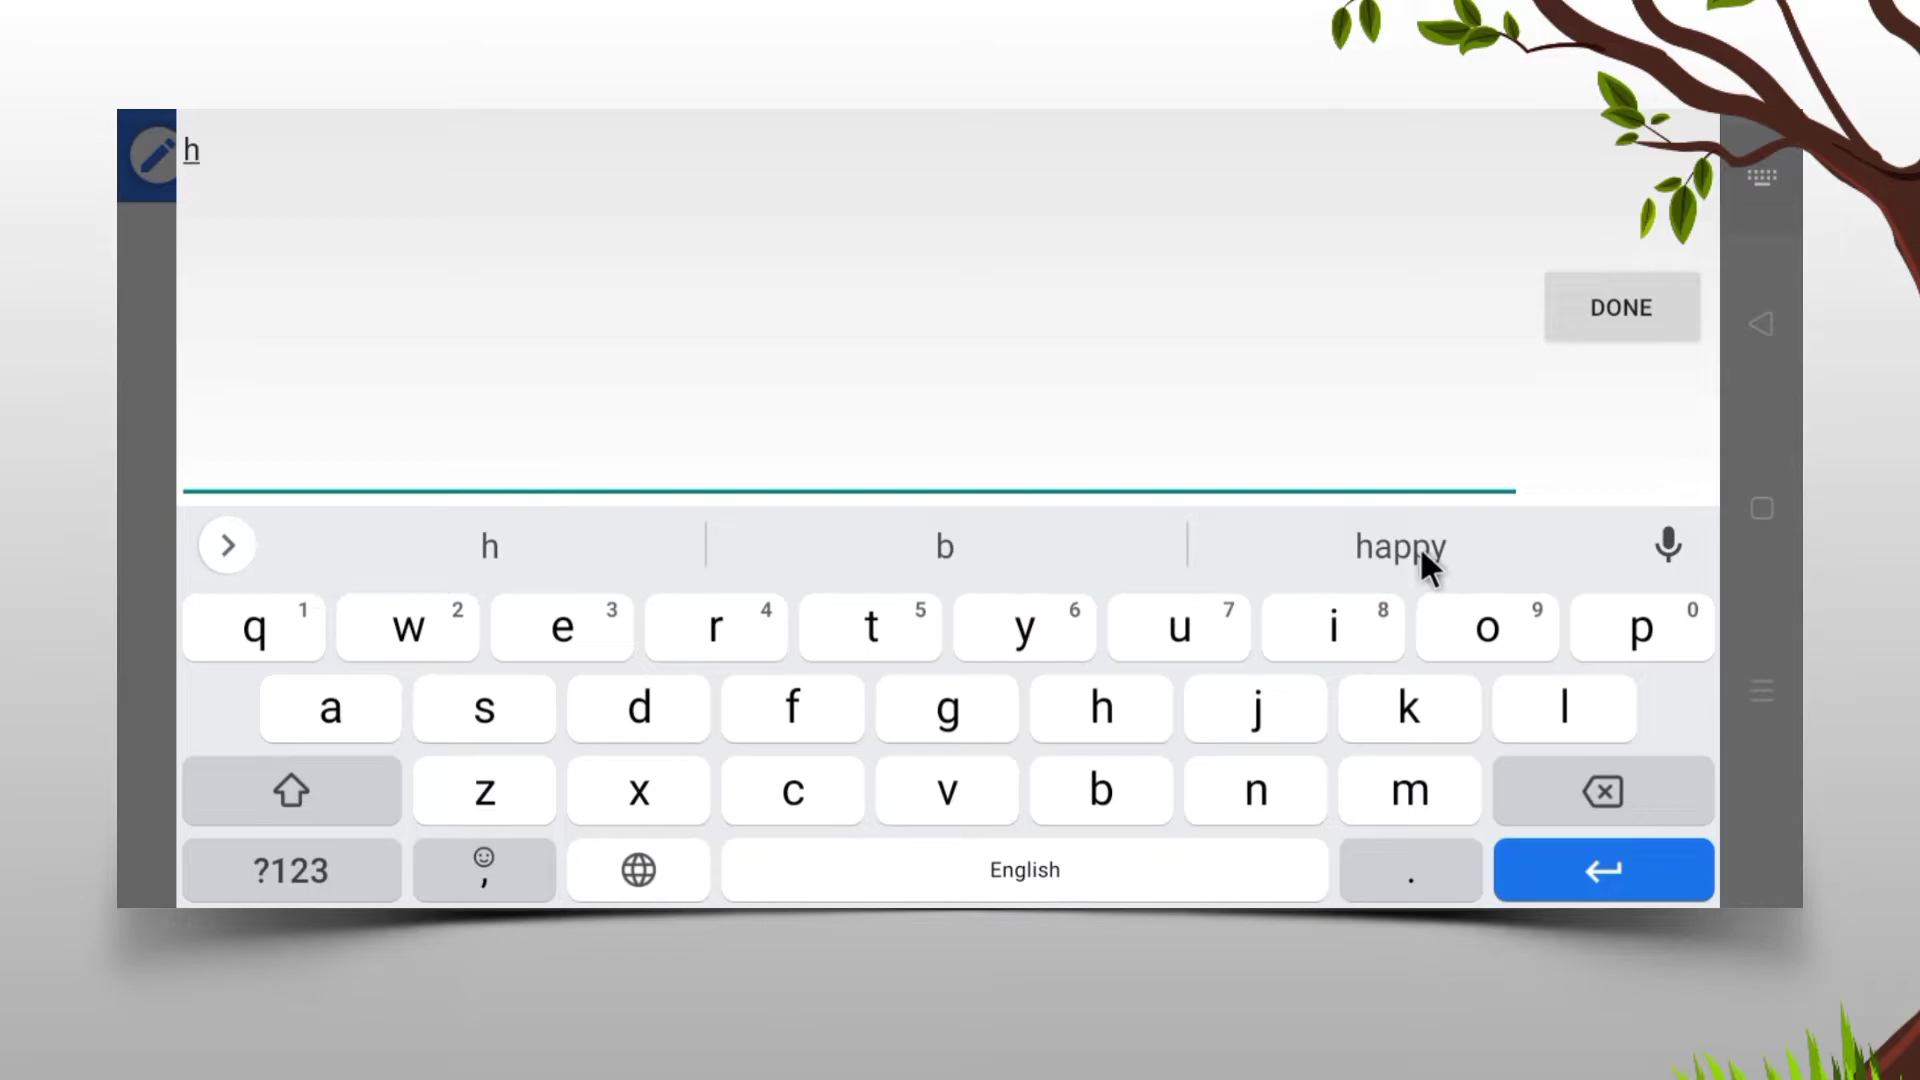 h
DONE
h b happy
q 1 w 2 e 3 r 4 t 5 y 6 u 7 i 8 o 9 p 0
a s d f g h j k l
z x c v b n m
?123 , English .